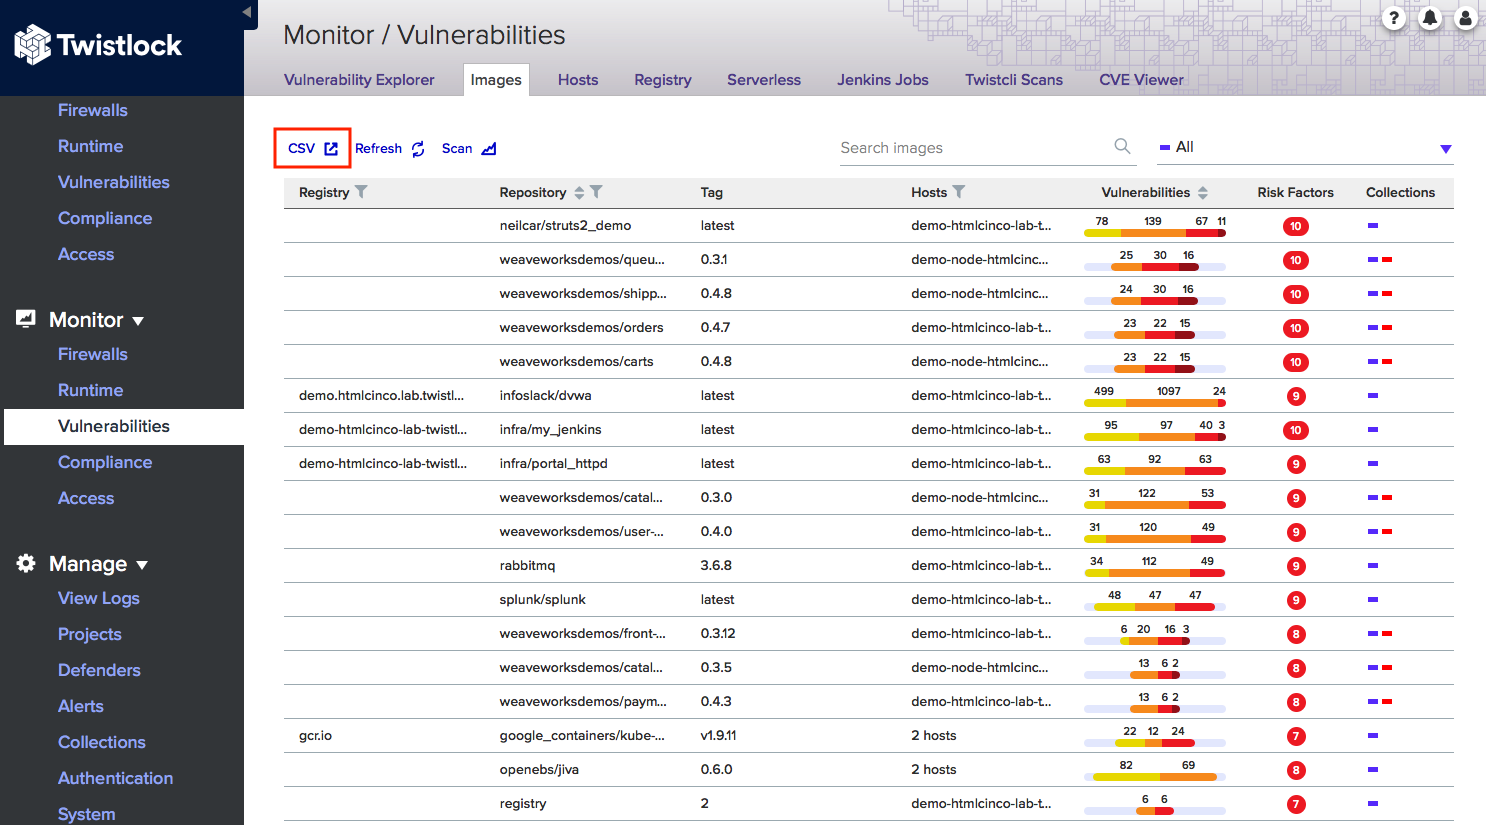 Twistlock
Firewalls
Runtime
Vulnerabilities
Compliance
Access
Monitor
Firewalls
Runtime
Vulnerabilities
Compliance
Access
Manage
View Logs
Projects
Defenders
Alerts
Collections
Authentication
System
Monitor / Vulnerabilities
?
Vulnerability Explorer Images Hosts Registry Serverless Jenkins Jobs Twistcli Scans CVE Viewer
CSV Refresh Scan Search images All
Registry Repository Tag Hosts Vulnerabilities Risk Factors Collections
neilcar/struts2_demo latest demo-htmlcinco-lab-t... 78 139 67 11 10
weaveworksdemos/queu... 0.3.1 demo-node-htmlcinc... 25 30 16 10
weaveworksdemos/shipp... 0.4.8 demo-node-htmlcinc... 24 30 16 10
weaveworksdemos/orders 0.4.7 demo-htmlcinco-lab-t... 23 22 15 10
weaveworksdemos/carts 0.4.8 demo-node-htmlcinc... 23 22 15 10
demo.htmlcinco.lab.twistl... infoslack/dvwa latest demo-htmlcinco-lab-t... 499 1097 24 9
demo-htmlcinco-lab-twistl... infra/my_jenkins latest demo-htmlcinco-lab-t... 95 97 40 3 10
demo-htmlcinco-lab-twistl... infra/portal_httpd latest demo-htmlcinco-lab-t... 63 92 63 9
weaveworksdemos/catal... 0.3.0 demo-node-htmlcinc... 31 122 53 9
weaveworksdemos/user-... 0.4.0 demo-htmlcinco-lab-t... 31 120 49 9
rabbitmq 3.6.8 demo-htmlcinco-lab-t... 34 112 49 9
splunk/splunk latest demo-htmlcinco-lab-t... 48 47 47 9
weaveworksdemos/front-... 0.3.12 demo-htmlcinco-lab-t... 6 20 16 3 8
weaveworksdemos/catal... 0.3.5 demo-node-htmlcinc... 13 6 2 8
weaveworksdemos/paym... 0.4.3 demo-htmlcinco-lab-t... 13 6 2 8
gcr.io google_containers/kube-... v1.9.11 2 hosts 22 12 24 7
openebs/jiva 0.6.0 2 hosts 82 69 8
registry 2 demo-htmlcinco-lab-t... 6 6 7